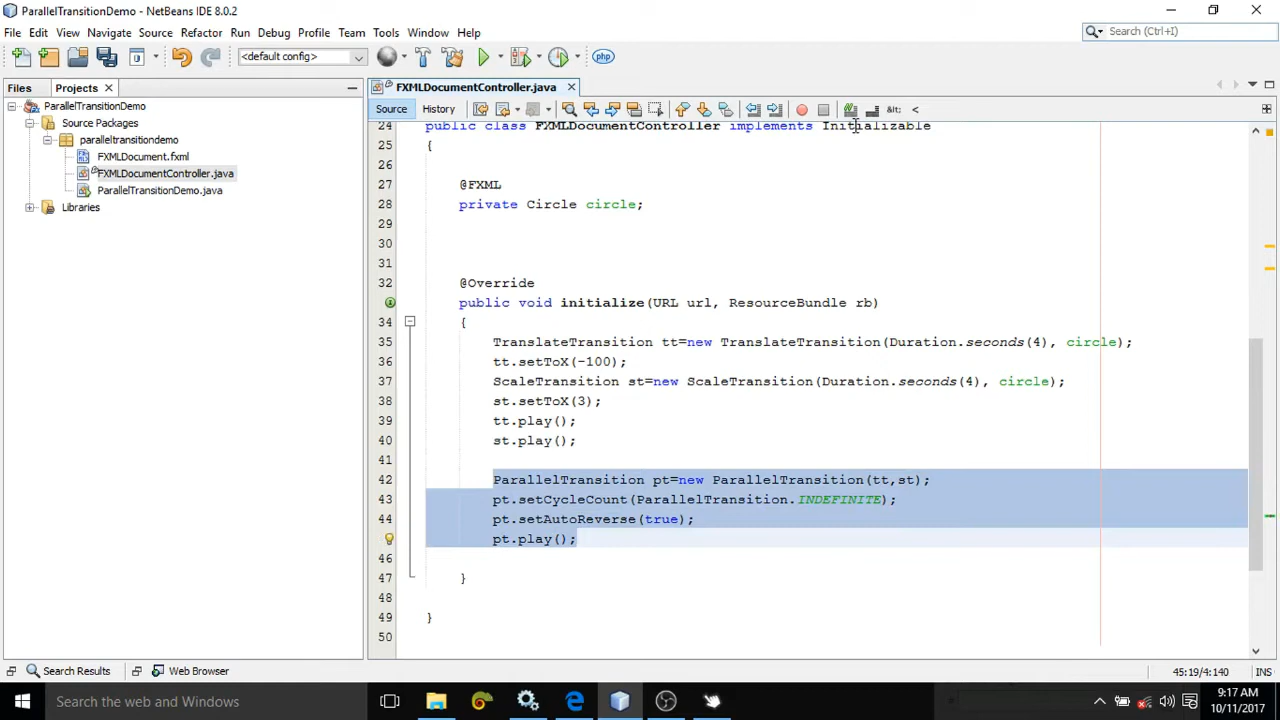 ParallelTransitionDemo - NetBeans IDE 8.0.2
File Edit View Navigate Source Refactor Run Debug Profile Team Tools Window Help
Search (Ctrl+I)
<default config>
php
Files Projects
FXMLDocumentController.java
ParallelTransitionDemo
Source Packages
paralleltransitiondemo
FXMLDocument.fxml
FXMLDocumentController.java
ParallelTransitionDemo.java
Libraries
Source History
24 public class FXMLDocumentController implements Initializable
25 {
26
27 @FXML
28 private Circle circle;
29
30
31
32 @Override
public void initialize(URL url, ResourceBundle rb)
34 {
35 TranslateTransition tt=new TranslateTransition(Duration.seconds(4), circle);
36 tt.setToX(-100);
37 ScaleTransition st=new ScaleTransition(Duration.seconds(4), circle);
38 st.setToX(3);
39 tt.play();
40 st.play();
41
42 ParallelTransition pt=new ParallelTransition(tt,st);
43 pt.setCycleCount(ParallelTransition.INDEFINITE);
44 pt.setAutoReverse(true);
pt.play();
46
47 }
48
49 }
50
Search Results Web Browser
45:19/4:140 INS
Search the web and Windows
9:17 AM
10/11/2017